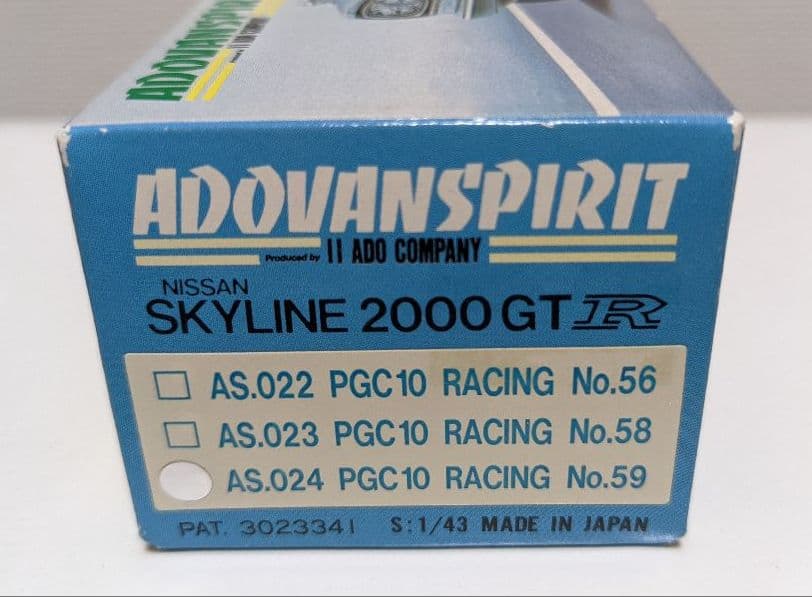 ADOVANSPIRIT
ADOVANSPIRIT
Produced by II ADO COMPANY
NISSAN
SKYLINE 2000 GT R
AS.022 PGC10 RACING No.56
AS.023 PGC10 RACING No.58
AS.024 PGC10 RACING No.59
PAT. 3023341 S:1/43 MADE IN JAPAN